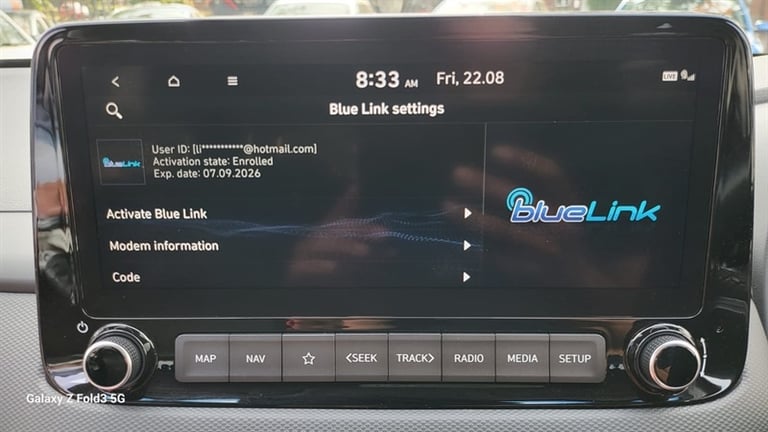 8:33 AM Fri, 22.08
LIVE
Blue Link settings
blueLink
User ID: [li***********@hotmail.com]
Activation state: Enrolled
Exp. date: 07.09.2026
Activate Blue Link
Modem information
Code
blueLink
MAP NAV <SEEK TRACK> RADIO MEDIA SETUP
Galaxy Z Fold3 5G